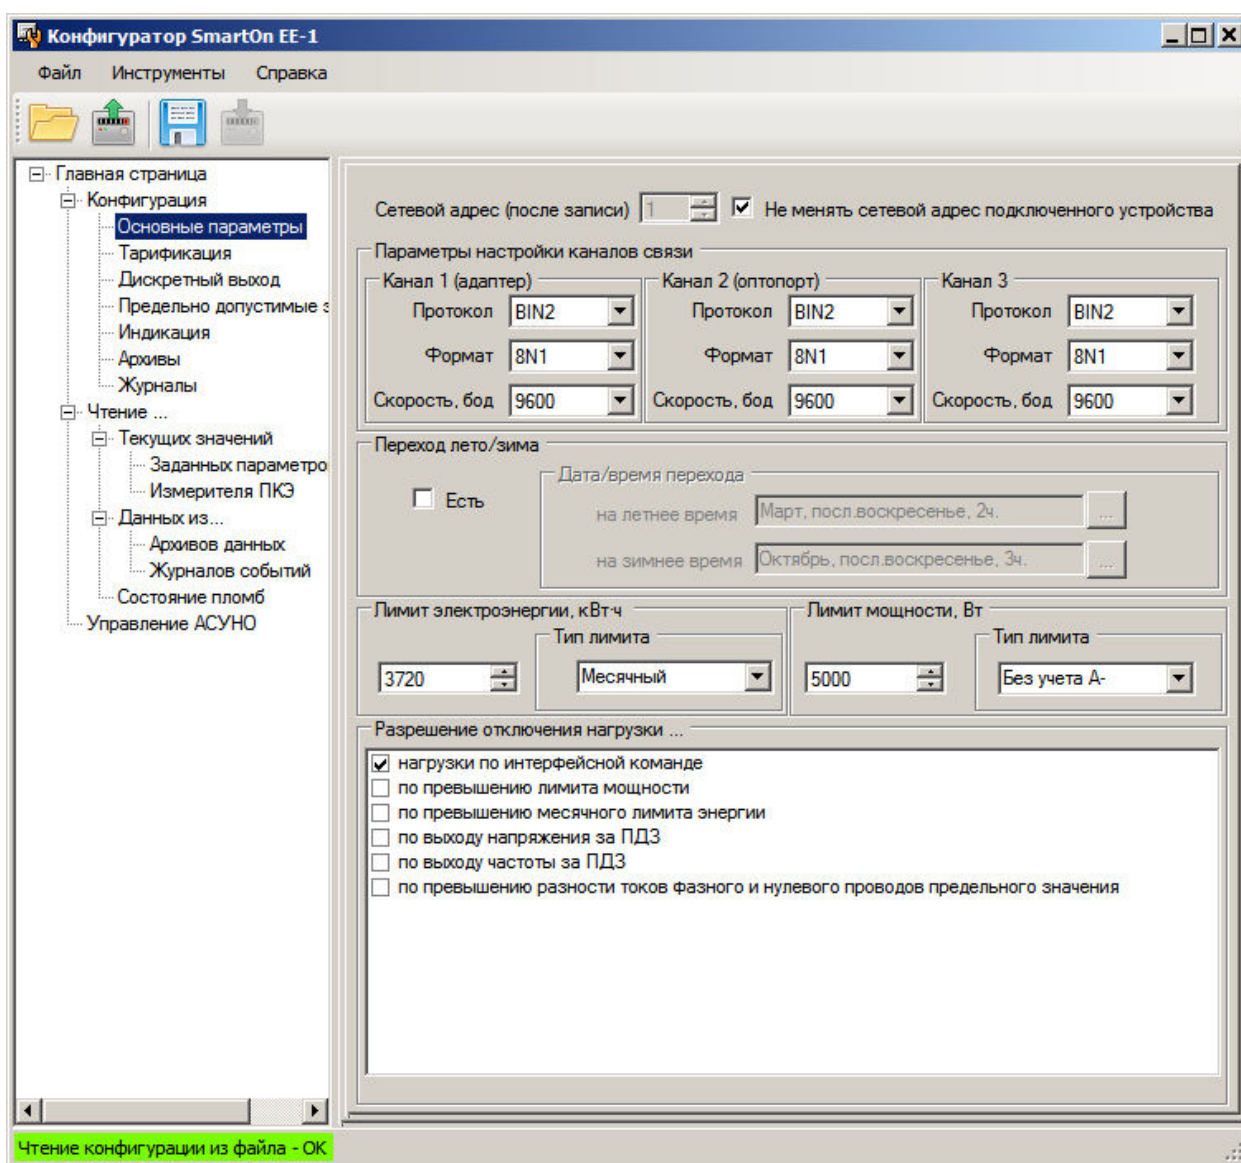 Конфигуратор SmartOn EE-1
Файл Инструменты Справка
Главная страница
Конфигурация
Основные параметры
Тарификация
Дискретный выход
Предельно допустимые з
Индикация
Архивы
Журналы
Чтение ...
Текущих значений
Заданных параметро
Измерителя ПКЭ
Данных из...
Архивов данных
Журналов событий
Состояние пломб
Управление АСУНО
Сетевой адрес (после записи) 1 Не менять сетевой адрес подключенного устройства
Параметры настройки каналов связи
Канал 1 (адаптер) Канал 2 (оптопорт) Канал 3
Протокол BIN2 Протокол BIN2 Протокол BIN2
Формат 8N1 Формат 8N1 Формат 8N1
Скорость, бод 9600 Скорость, бод 9600 Скорость, бод 9600
Переход лето/зима
Дата/время перехода
Есть
на летнее время Март, посл.воскресенье, 2ч. ...
на зимнее время Октябрь, посл.воскресенье, 3ч. ...
Лимит электроэнергии, кВт·ч Лимит мощности, Вт
Тип лимита Тип лимита
3720 Месячный 5000 Без учета А-
Разрешение отключения нагрузки ...
нагрузки по интерфейсной команде
по превышению лимита мощности
по превышению месячного лимита энергии
по выходу напряжения за ПДЗ
по выходу частоты за ПДЗ
по превышению разности токов фазного и нулевого проводов предельного значения
Чтение конфигурации из файла - ОК